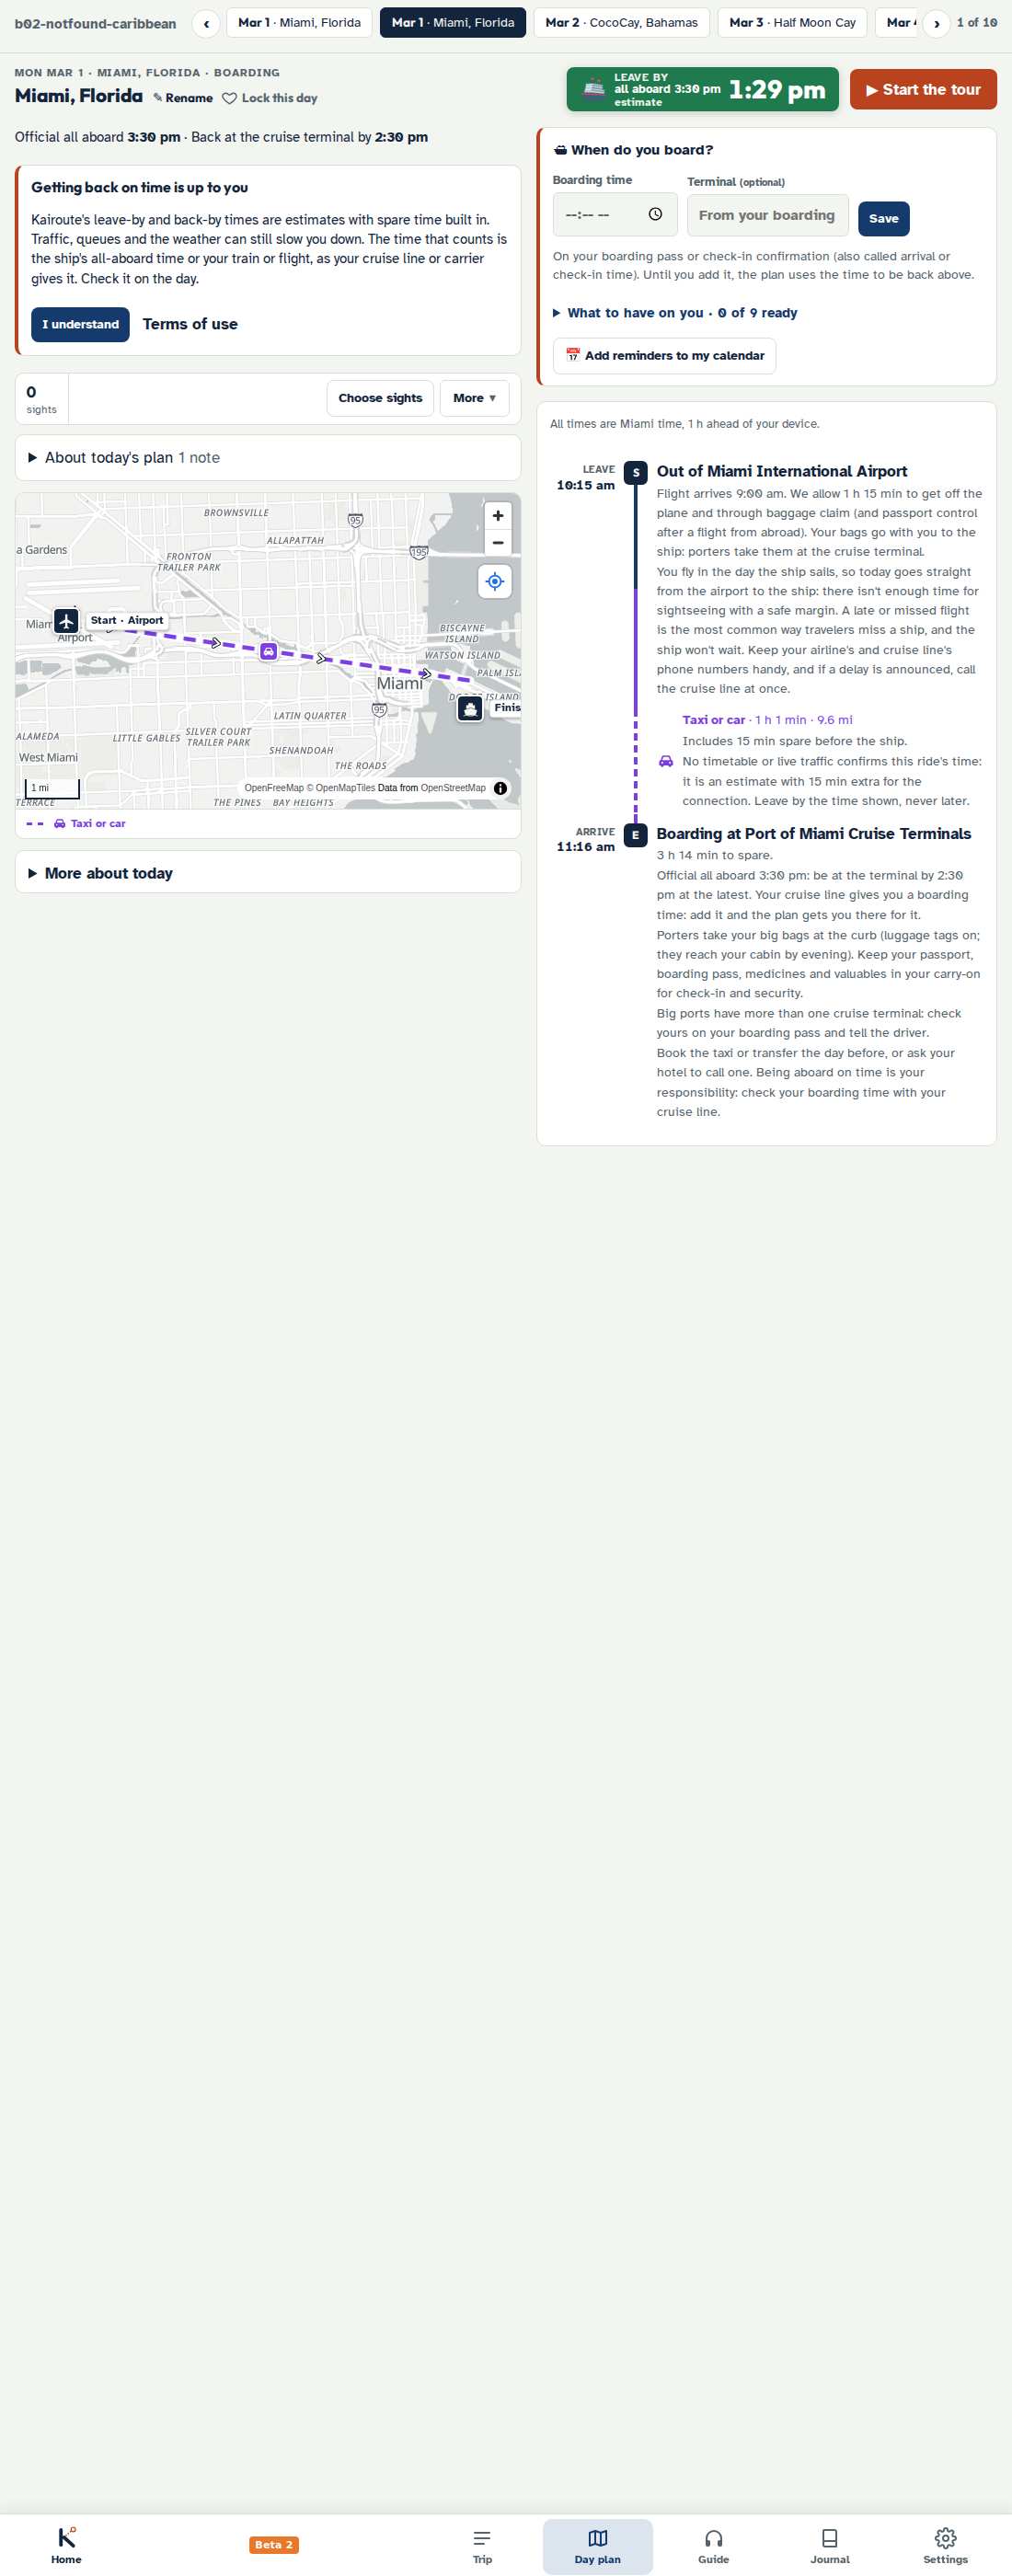 b02-notfound-caribbean
‹
Mar 1 · Miami, Florida
Mar 1 · Miami, Florida
Mar 2 · CocoCay, Bahamas
Mar 3 · Half Moon Cay
Mar
›
1 of 10
MON MAR 1 · MIAMI, FLORIDA · BOARDING
Miami, Florida
✎ Rename
Lock this day
LEAVE BY
all aboard 3:30 pm
estimate
1:29 pm
▶ Start the tour
Official all aboard 3:30 pm · Back at the cruise terminal by 2:30 pm
Getting back on time is up to you
Kairoute's leave-by and back-by times are estimates with spare time built in.
Traffic, queues and the weather can still slow you down. The time that counts is
the ship's all-aboard time or your train or flight, as your cruise line or carrier
gives it. Check it on the day.
I understand
Terms of use
0
sights
Choose sights
More ▾
▶ About today's plan 1 note
BROWNSVILLE
95
ALLAPATTAH
195
a Gardens
FRONTON
TRAILER PARK
Start · Airport
Airport
BISCAYNE
ISLAND
WATSON ISLAND
PALM ISL
Miami
ISLAND
Finis
95
LATIN QUARTER
ALAMEDA
LITTLE GABLES
SILVER COURT
TRAILER PARK
SHENANDOAH
West Miami
THE ROADS
1 mi
OpenFreeMap © OpenMapTiles Data from OpenStreetMap
TERRACE
THE PINES
BAY HEIGHTS
Taxi or car
▶ More about today
When do you board?
Boarding time
Terminal (optional)
--:-- --
From your boarding
Save
On your boarding pass or check-in confirmation (also called arrival or
check-in time). Until you add it, the plan uses the time to be back above.
▶ What to have on you · 0 of 9 ready
Add reminders to my calendar
All times are Miami time, 1 h ahead of your device.
LEAVE
10:15 am
S
Out of Miami International Airport
Flight arrives 9:00 am. We allow 1 h 15 min to get off the
plane and through baggage claim (and passport control
after a flight from abroad). Your bags go with you to the
ship: porters take them at the cruise terminal.
You fly in the day the ship sails, so today goes straight
from the airport to the ship: there isn't enough time for
sightseeing with a safe margin. A late or missed flight
is the most common way travelers miss a ship, and the
ship won't wait. Keep your airline's and cruise line's
phone numbers handy, and if a delay is announced, call
the cruise line at once.
Taxi or car · 1 h 1 min · 9.6 mi
Includes 15 min spare before the ship.
No timetable or live traffic confirms this ride's time:
it is an estimate with 15 min extra for the
connection. Leave by the time shown, never later.
ARRIVE
11:16 am
E
Boarding at Port of Miami Cruise Terminals
3 h 14 min to spare.
Official all aboard 3:30 pm: be at the terminal by 2:30
pm at the latest. Your cruise line gives you a boarding
time: add it and the plan gets you there for it.
Porters take your big bags at the curb (luggage tags on;
they reach your cabin by evening). Keep your passport,
boarding pass, medicines and valuables in your carry-on
for check-in and security.
Big ports have more than one cruise terminal: check
yours on your boarding pass and tell the driver.
Book the taxi or transfer the day before, or ask your
hotel to call one. Being aboard on time is your
responsibility: check your boarding time with your
cruise line.
Home
Beta 2
Trip
Day plan
Guide
Journal
Settings